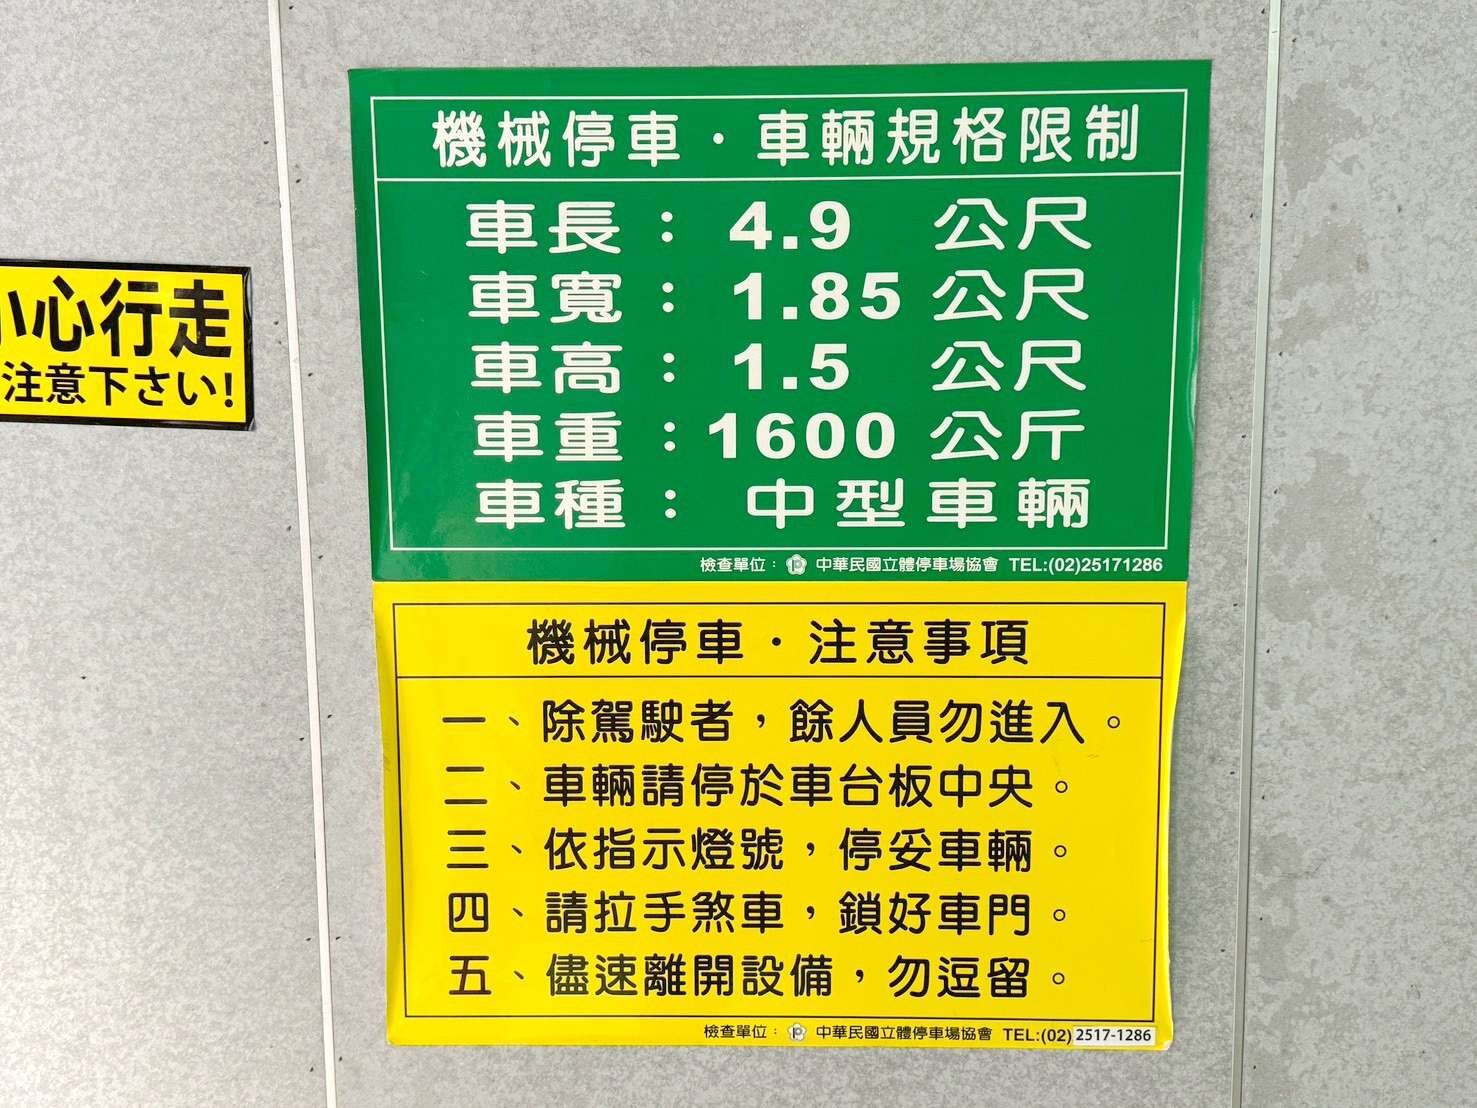 機械停車・車輛規格限制
車長： 4.9 公尺
車寬： 1.85 公尺
車高： 1.5 公尺
車重：1600 公斤
車種： 中型車輛
檢查單位： 中華民國立體停車場協會 TEL:(02)25171286
機械停車・注意事項
一、除駕駛者，餘人員勿進入。
二、車輛請停於車台板中央。
三、依指示燈號，停妥車輛。
四、請拉手煞車，鎖好車門。
五、儘速離開設備，勿逗留。
檢查單位： 中華民國立體停車場協會 TEL:(02)2517-1286
小心行走
注意下さい!